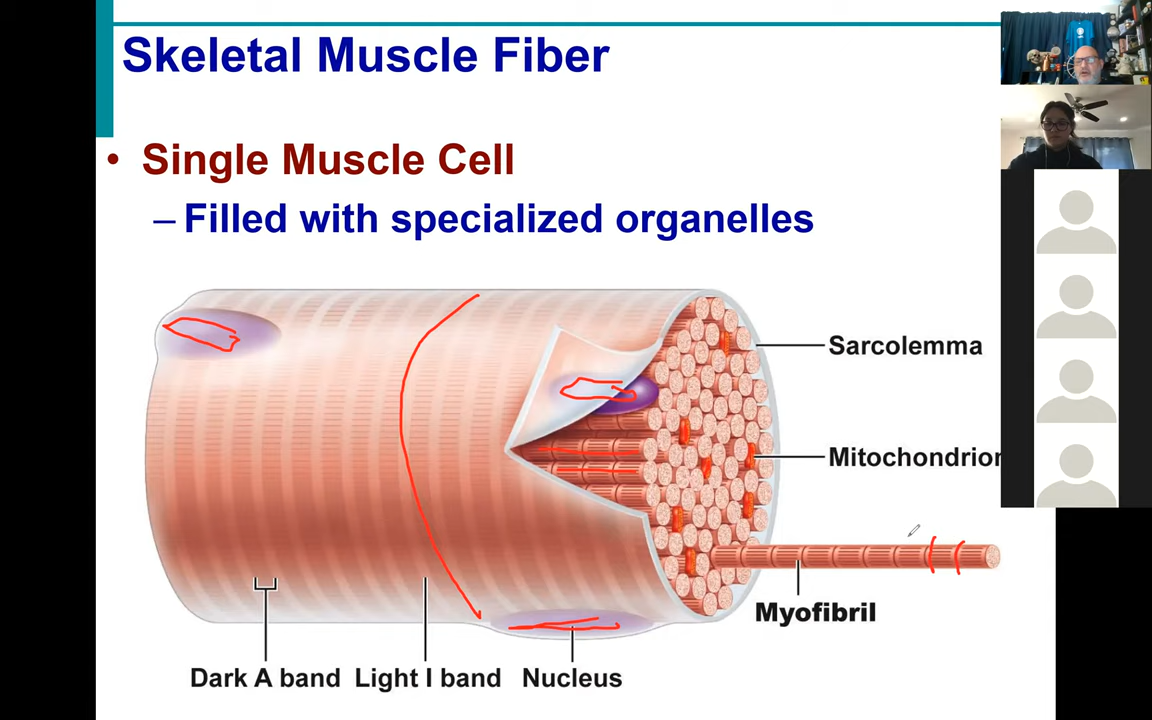 Skeletal Muscle Fiber
• Single Muscle Cell
– Filled with specialized organelles
Sarcolemma
Mitochondrion
Myofibril
Dark A band
Light I band
Nucleus